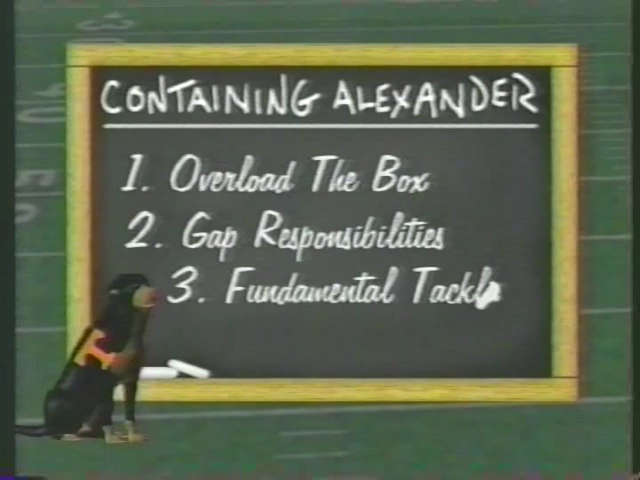 CONTAINING ALEXANDER
1. Overload The Box
2. Gap Responsibilities
3. Fundamental Tackl